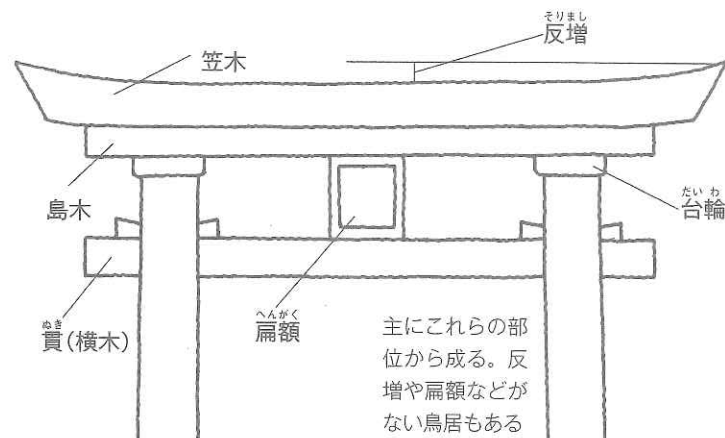 そりまし
反増
笠木
島木
だいわ
台輪
ぬき
貫(横木)
へんがく
扁額
主にこれらの部
位から成る。反
増や扁額などが
ない鳥居もある